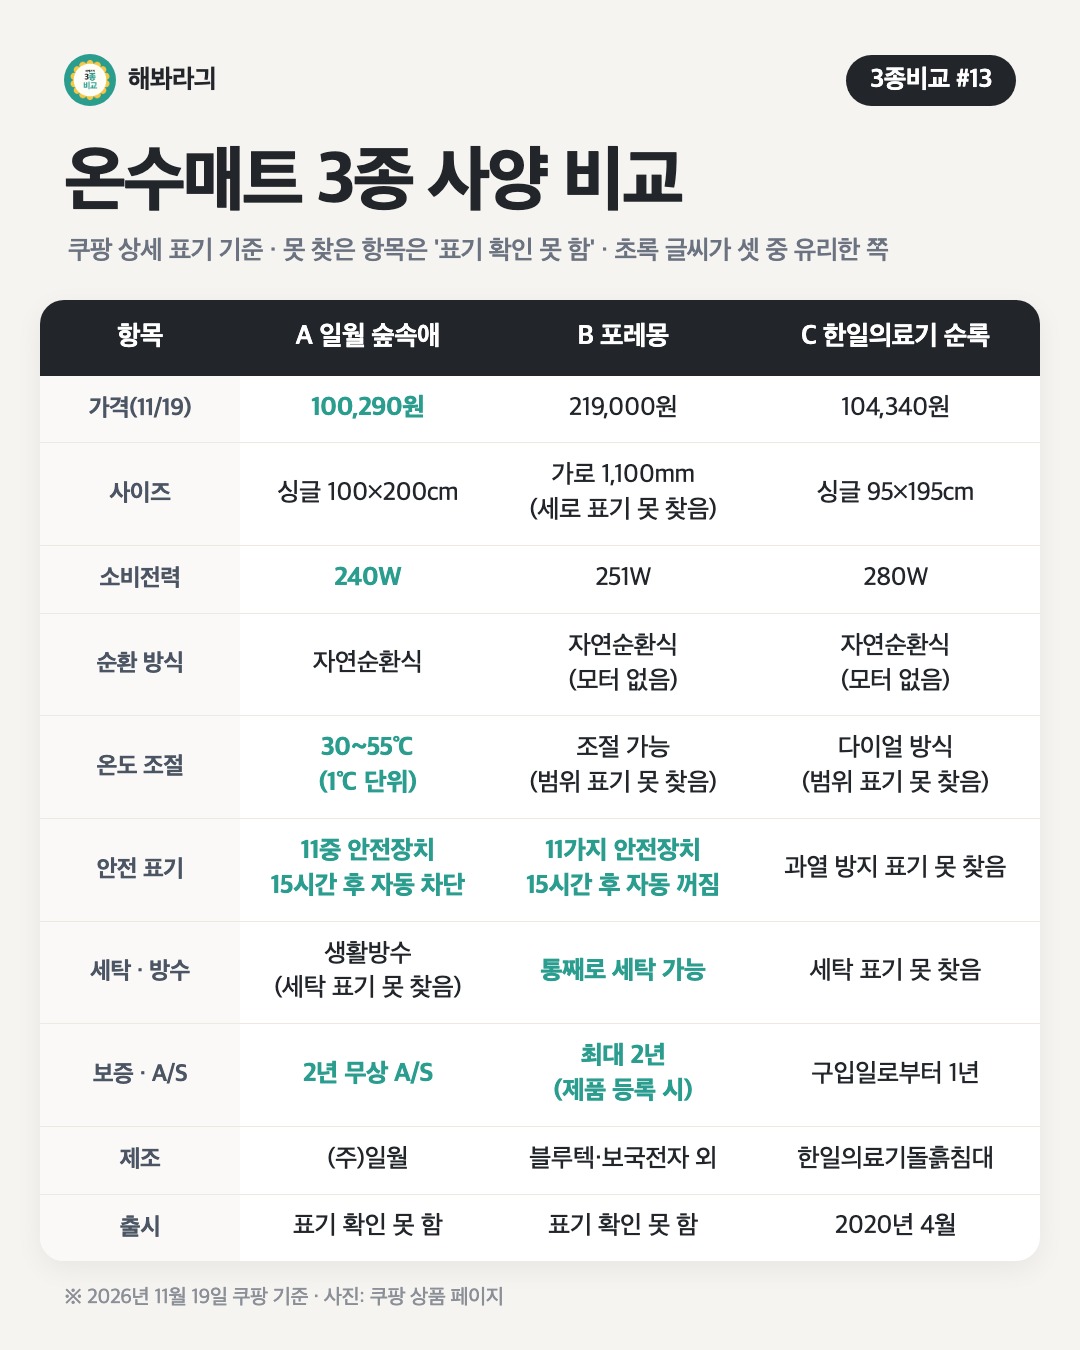 3종
비교
해봐라긔
3종비교 #13
온수매트 3종 사양 비교
쿠팡 상세 표기 기준 · 못 찾은 항목은 '표기 확인 못 함' · 초록 글씨가 셋 중 유리한 쪽
항목 A 일월 숲속애 B 포레몽 C 한일의료기 순록
가격(11/19) 100,290원 219,000원 104,340원
사이즈 싱글 100×200cm 가로 1,100mm
(세로 표기 못 찾음) 싱글 95×195cm
소비전력 240W 251W 280W
순환 방식 자연순환식 자연순환식
(모터 없음) 자연순환식
(모터 없음)
온도 조절 30~55℃
(1℃ 단위) 조절 가능
(범위 표기 못 찾음) 다이얼 방식
(범위 표기 못 찾음)
안전 표기 11중 안전장치
15시간 후 자동 차단 11가지 안전장치
15시간 후 자동 꺼짐 과열 방지 표기 못 찾음
세탁 · 방수 생활방수
(세탁 표기 못 찾음) 통째로 세탁 가능 세탁 표기 못 찾음
보증 · A/S 2년 무상 A/S 최대 2년
(제품 등록 시) 구입일로부터 1년
제조 (주)일월 블루텍·보국전자 외 한일의료기돌흙침대
출시 표기 확인 못 함 표기 확인 못 함 2020년 4월
※ 2026년 11월 19일 쿠팡 기준 · 사진: 쿠팡 상품 페이지